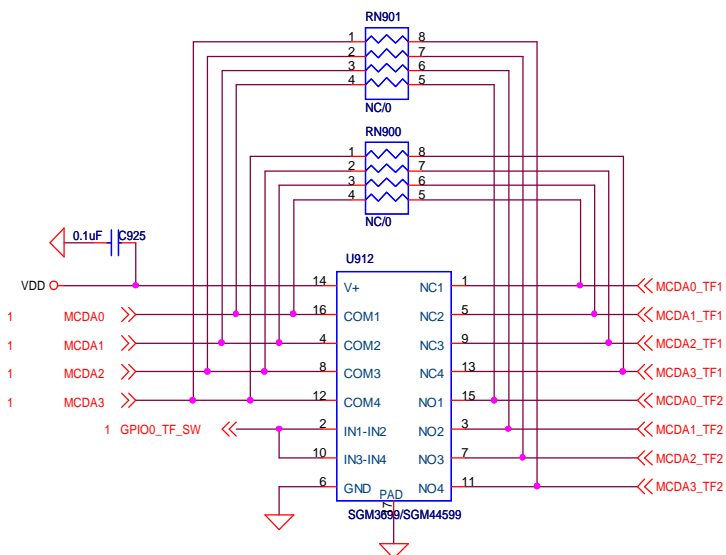 RN901
1 8
2 7
3 6
4 5
NC/0
RN900
1 8
2 7
3 6
4 5
NC/0
0.1uF C925
U912
VDD 14 V+ NC1 1 MCDA0_TF1
1 MCDA0 16 COM1 NC2 5 MCDA1_TF1
1 MCDA1 4 COM2 NC3 9 MCDA2_TF1
1 MCDA2 8 COM3 NC4 13 MCDA3_TF1
1 MCDA3 12 COM4 NO1 15 MCDA0_TF2
1 GPIO0_TF_SW 2 IN1-IN2 NO2 3 MCDA1_TF2
10 IN3-IN4 NO3 7 MCDA2_TF2
6 GND NO4 11 MCDA3_TF2
PAD
17
SGM3699/SGM44599